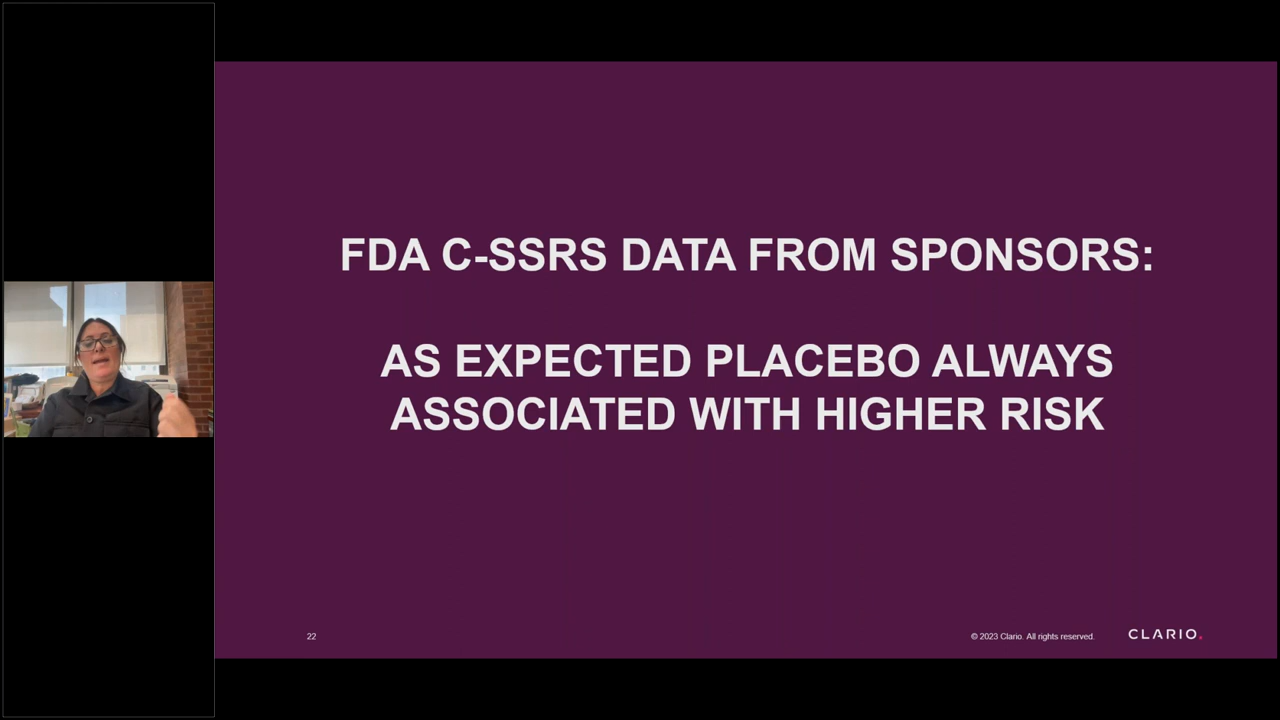 FDA C-SSRS DATA FROM SPONSORS:
AS EXPECTED PLACEBO ALWAYS
ASSOCIATED WITH HIGHER RISK
22
© 2023 Clario. All rights reserved.
CLARIO.